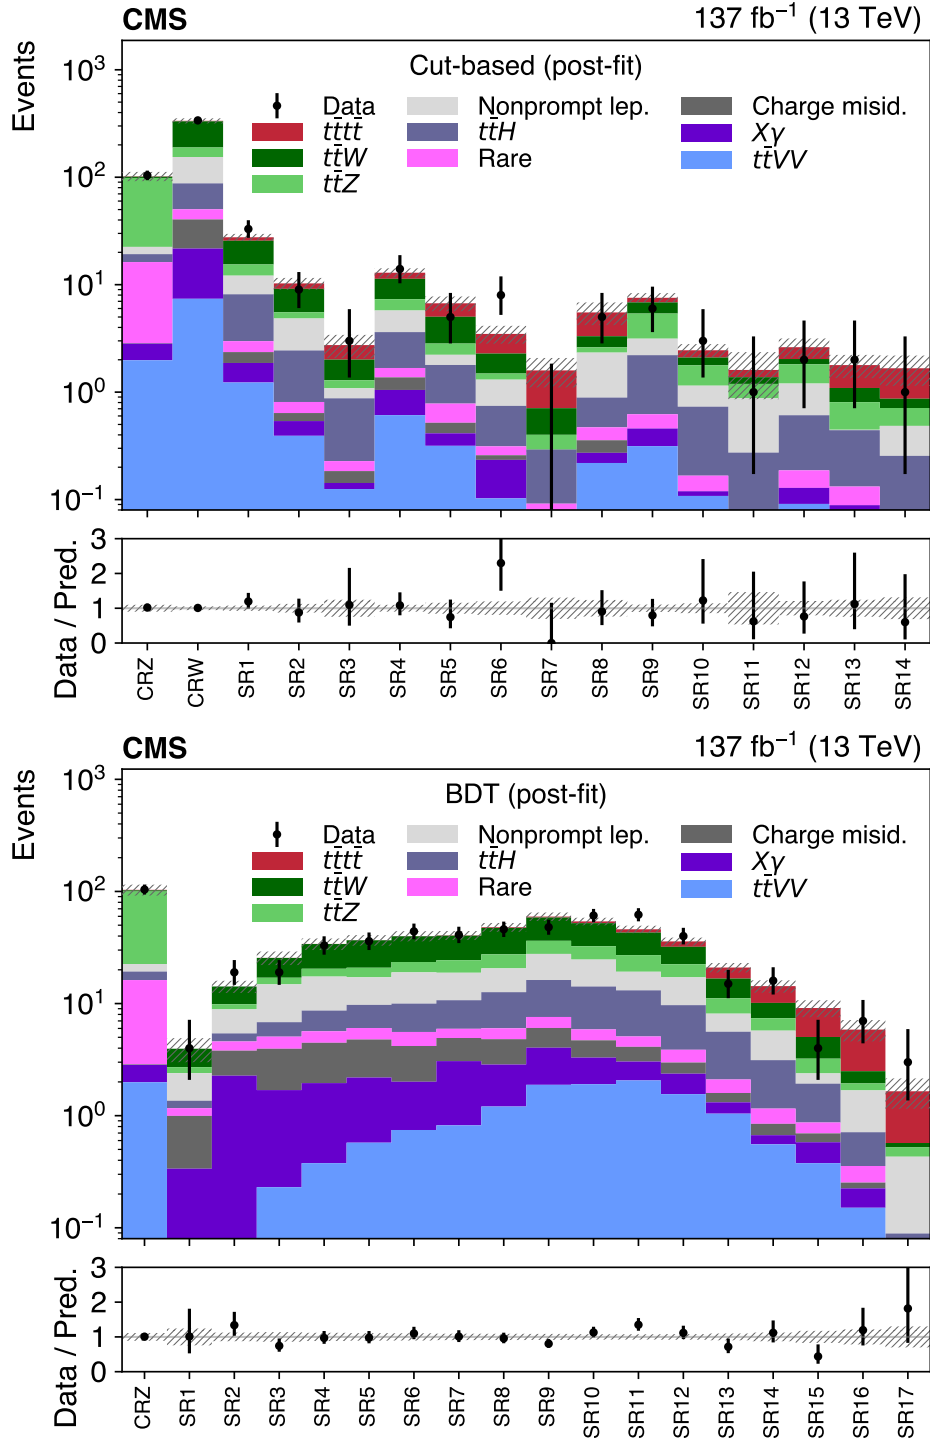 CMS 137 fb⁻¹ (13 TeV)
Events
Cut-based (post-fit)
Data Nonprompt lep. Charge misid.
tt̄tt̄ tt̄H Xγ
tt̄W Rare tt̄VV
tt̄Z
10³
10²
10¹
10⁰
10⁻¹
Data / Pred.
3
2
1
0
CRZ CRW SR1 SR2 SR3 SR4 SR5 SR6 SR7 SR8 SR9 SR10 SR11 SR12 SR13 SR14
CMS 137 fb⁻¹ (13 TeV)
Events
BDT (post-fit)
Data Nonprompt lep. Charge misid.
tt̄tt̄ tt̄H Xγ
tt̄W Rare tt̄VV
tt̄Z
10³
10²
10¹
10⁰
10⁻¹
Data / Pred.
3
2
1
0
CRZ SR1 SR2 SR3 SR4 SR5 SR6 SR7 SR8 SR9 SR10 SR11 SR12 SR13 SR14 SR15 SR16 SR17